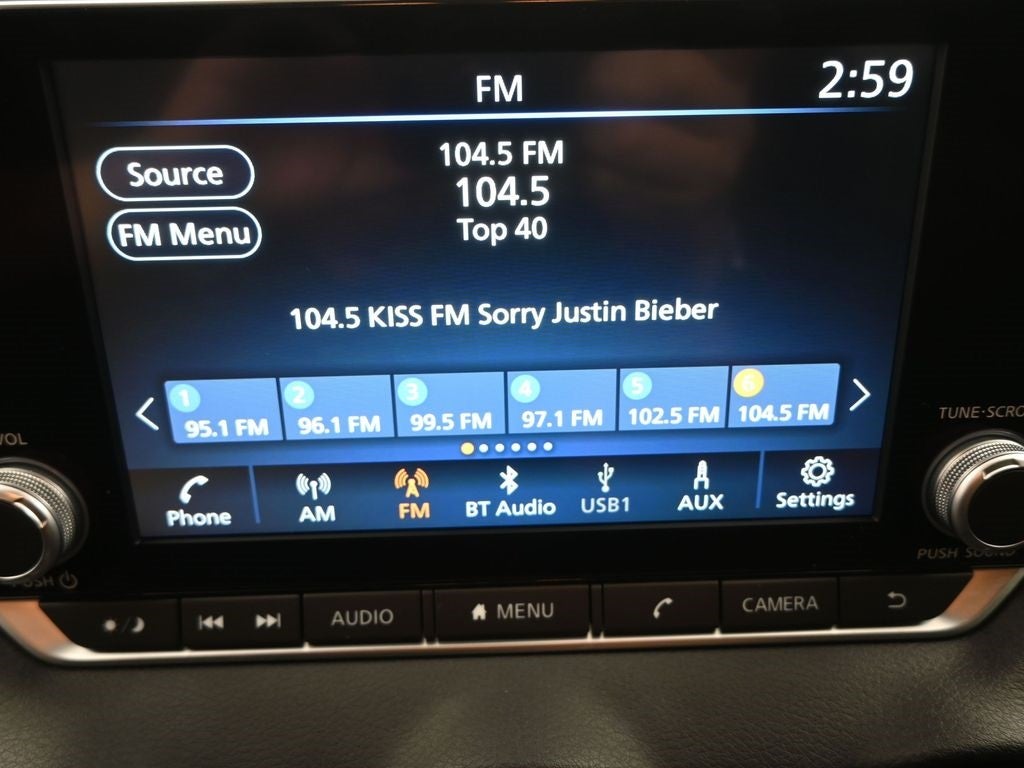 FM
2:59
Source
FM Menu
104.5 FM
104.5
Top 40
104.5 KISS FM Sorry Justin Bieber
1 2 3 4 5 6
95.1 FM 96.1 FM 99.5 FM 97.1 FM 102.5 FM 104.5 FM
Phone AM FM BT Audio USB1 AUX Settings
VOL
TUNE·SCRO
PUSH
PUSH SOUND
AUDIO MENU CAMERA